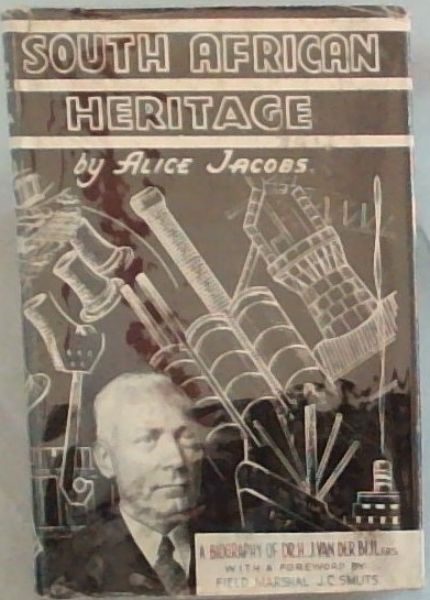 SOUTH AFRICAN
HERITAGE
by ALICE JACOBS.
A BIOGRAPHY OF DR. H. J. VAN DER BIJL F.R.S.
WITH A FOREWORD BY
FIELD MARSHAL J.C. SMUTS